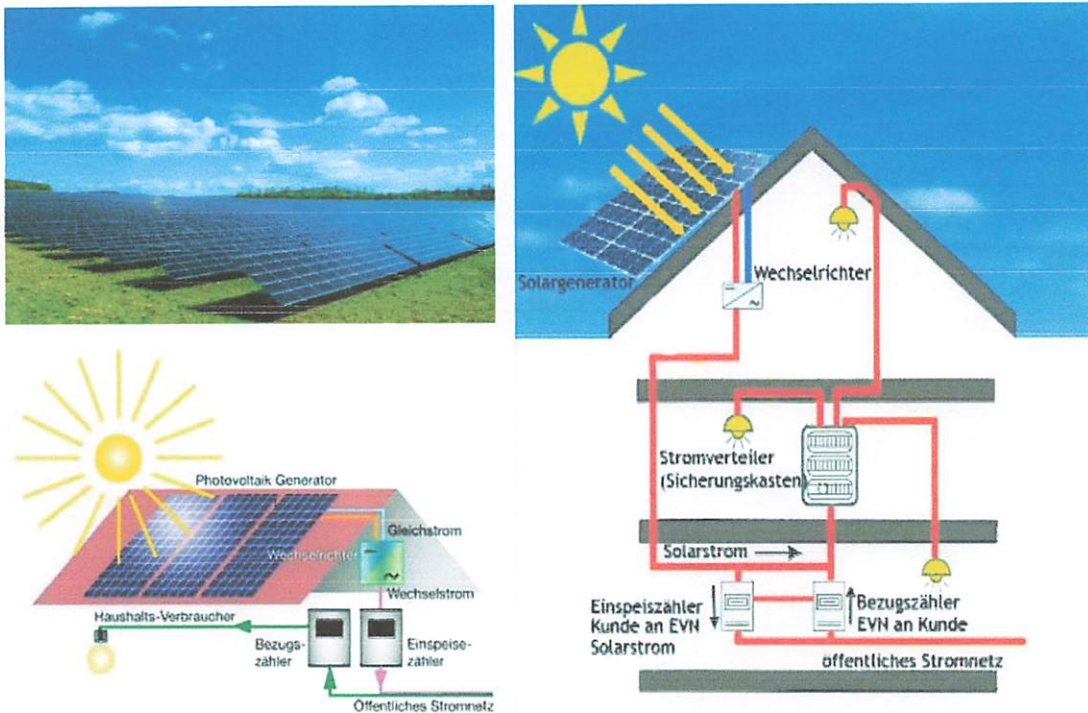 Solargenerator
Wechselrichter
Stromverteiler
(Sicherungskasten)
Solarstrom
Einspeiszähler
Kunde an EVN
Solarstrom
Bezugszähler
EVN an Kunde
öffentliches Stromnetz
Photovoltaik Generator
Gleichstrom
Wechselrichter
Wechselstrom
Haushalts-Verbraucher
Bezugs-
zähler
Einspeise-
zähler
Öffentliches Stromnetz